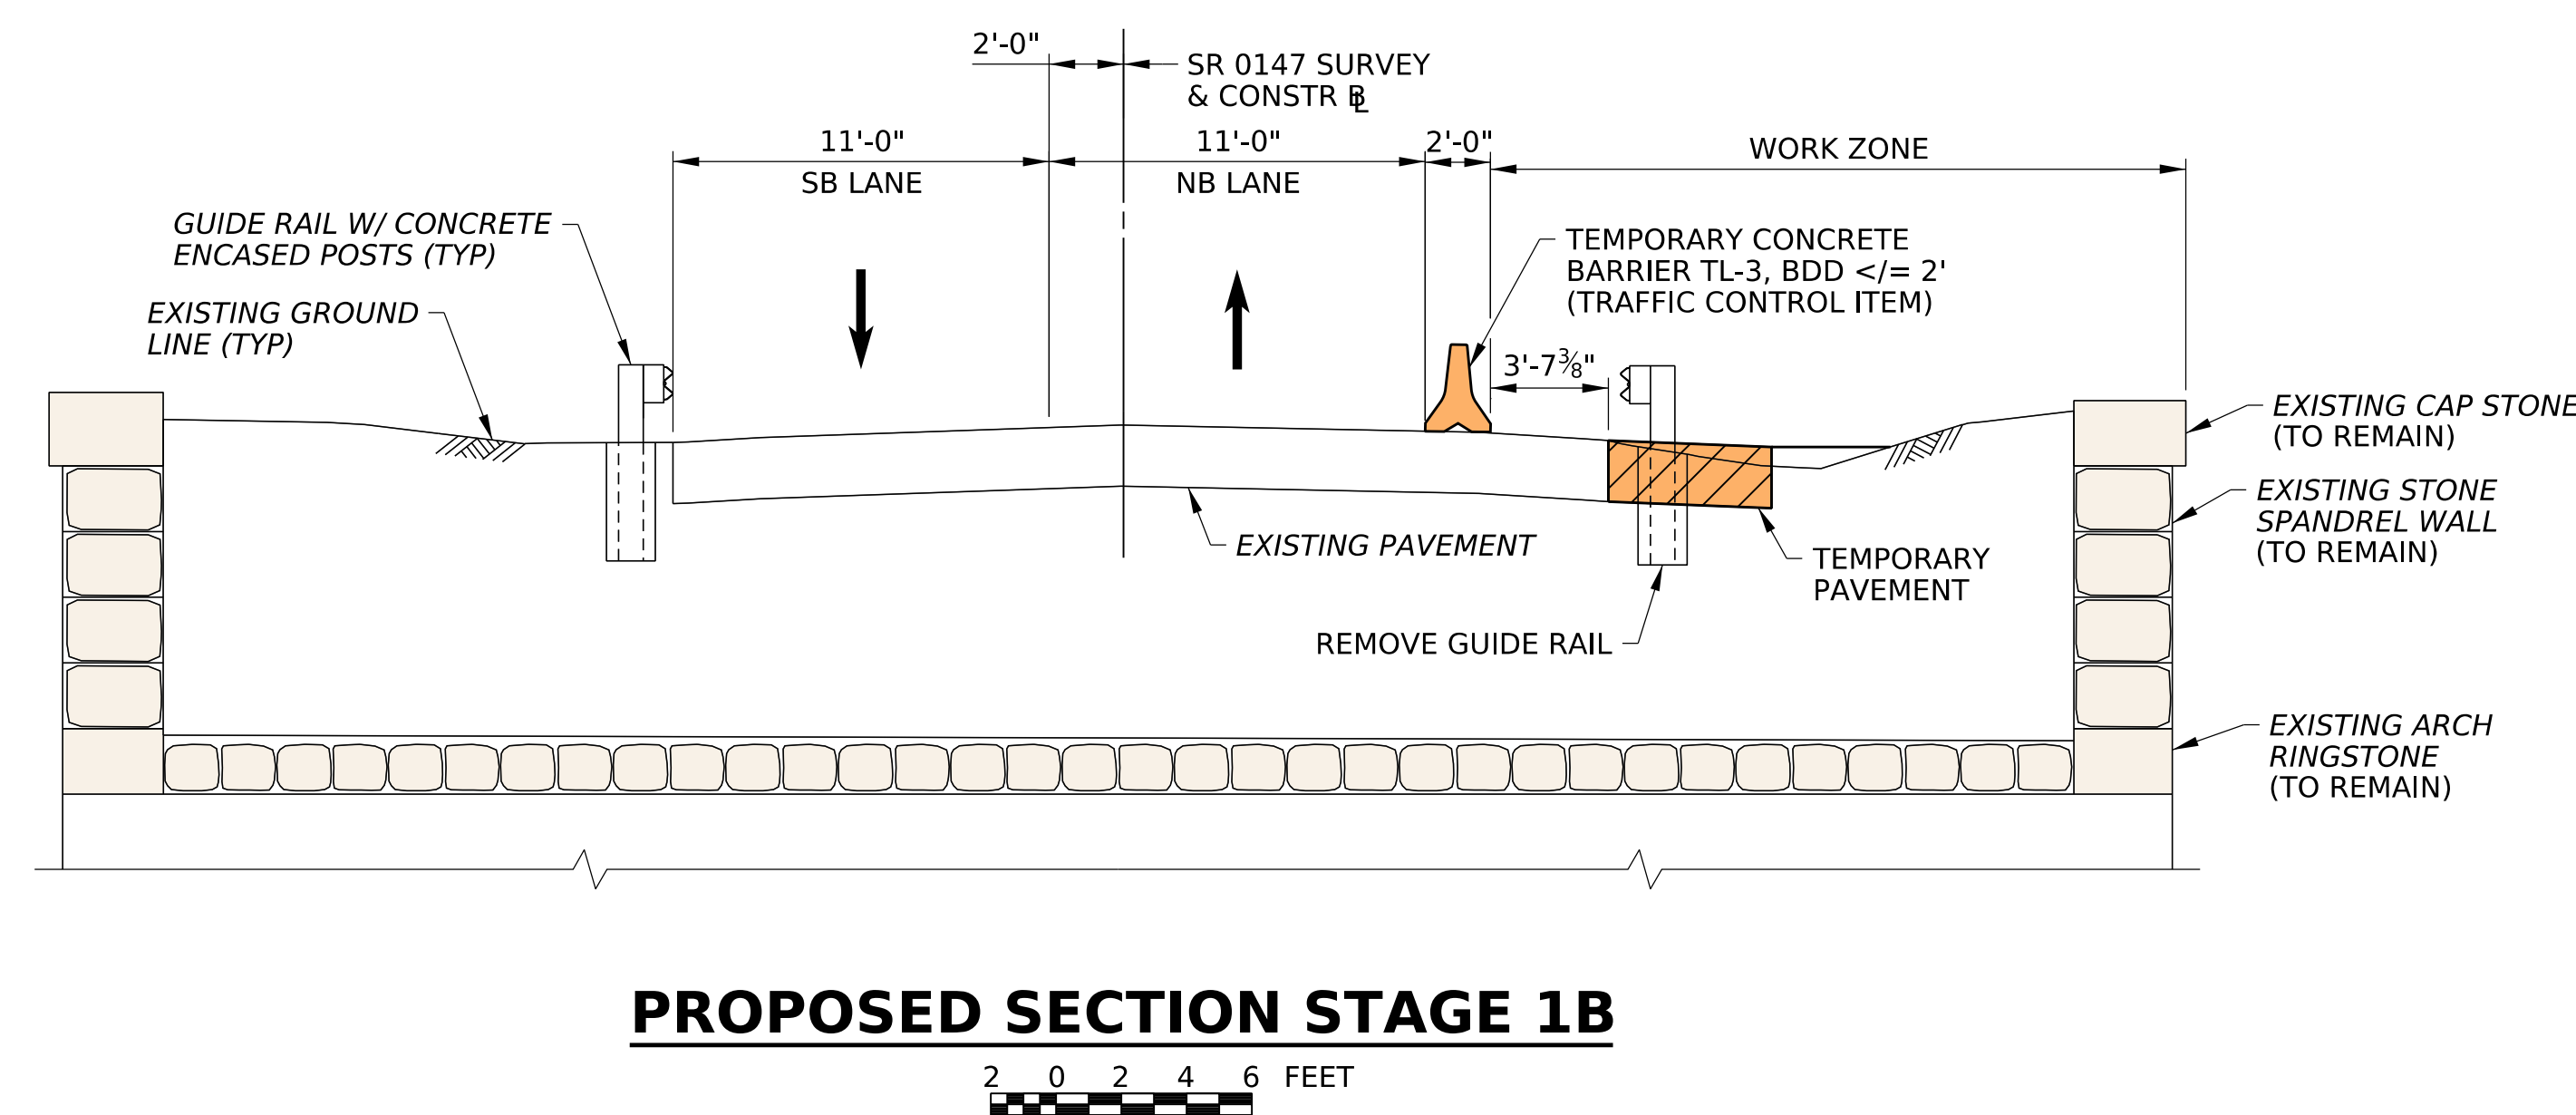 2'-0"
SR 0147 SURVEY
& CONSTR BL
11'-0"
11'-0"
2'-0"
WORK ZONE
SB LANE
NB LANE
GUIDE RAIL W/ CONCRETE
ENCASED POSTS (TYP)
TEMPORARY CONCRETE
BARRIER TL-3, BDD </= 2'
(TRAFFIC CONTROL ITEM)
EXISTING GROUND
LINE (TYP)
3'-7⅜"
EXISTING CAP STONE
(TO REMAIN)
EXISTING STONE
SPANDREL WALL
(TO REMAIN)
EXISTING PAVEMENT
TEMPORARY
PAVEMENT
REMOVE GUIDE RAIL
EXISTING ARCH
RINGSTONE
(TO REMAIN)
PROPOSED SECTION STAGE 1B
2 0 2 4 6 FEET